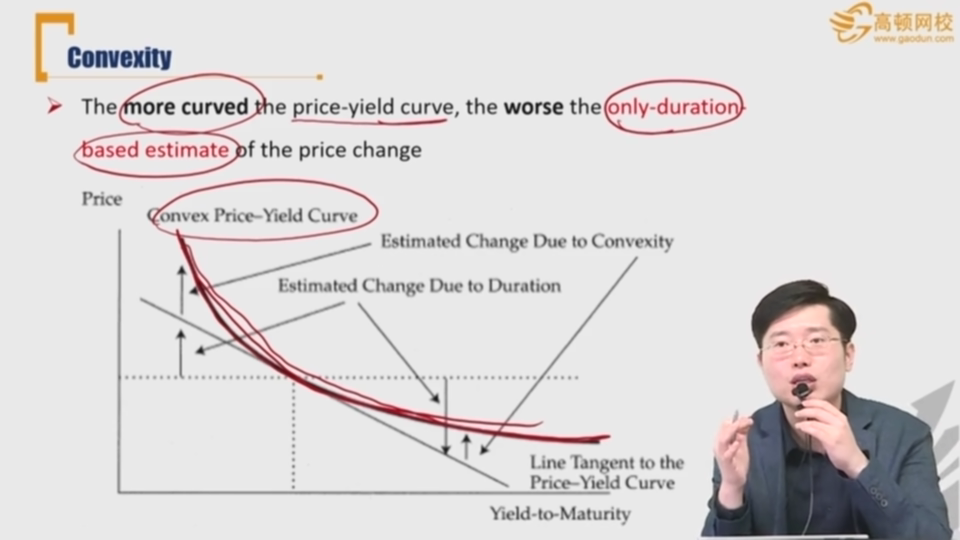 高顿网校
www.gaodun.com
Convexity
The more curved the price-yield curve, the worse the only-duration-
based estimate of the price change
Price
Convex Price–Yield Curve
Estimated Change Due to Convexity
Estimated Change Due to Duration
Line Tangent to the
Price–Yield Curve
Yield-to-Maturity